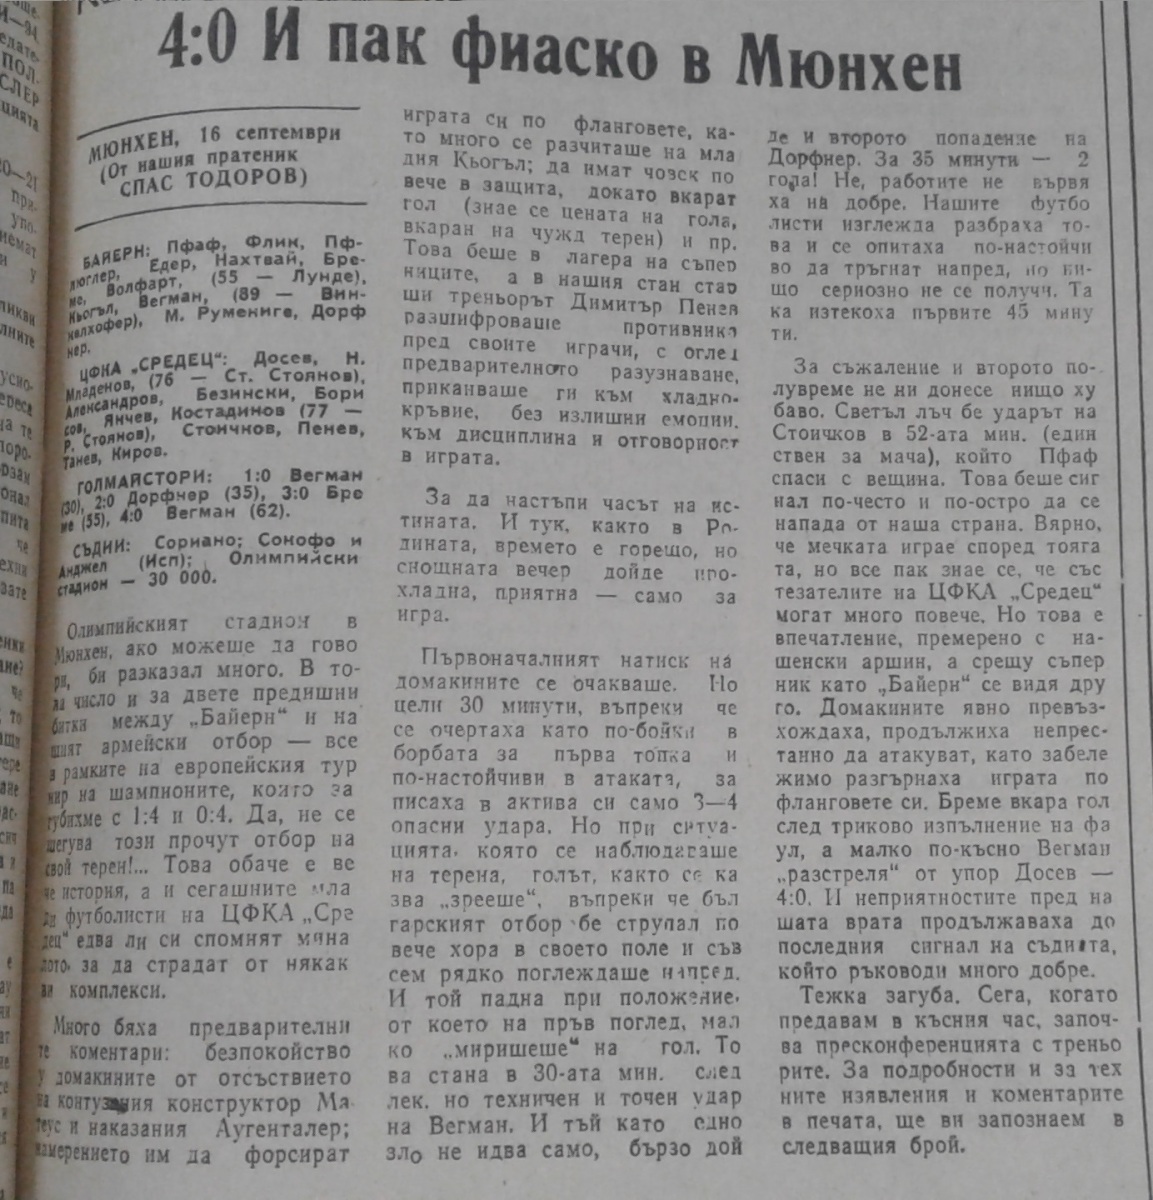 4:0 И пак фиаско в Мюнхен
МЮНХЕН, 16 септември
(От нашия пратеник
СПАС ТОДОРОВ)
БАЙЕРН: Пфаф, Флик, Пф-
люглер, Едер, Нахтвай, Бре-
ме, Волфарт, (55 — Лунде),
Кьогъл, Вегман, (89 — Вин-
келхофер), М. Румениге, Дорф
нер.
ЦФКА „СРЕДЕЦ“: Досев, Н.
Младенов, (76 — Ст. Стоянов),
Александров, Безински, Бори
сов, Янчев, Костадинов (77 —
Р. Стоянов), Стоичков, Пенев,
Танев, Киров.
ГОЛМАЙСТОРИ: 1:0 Вегман
(30), 2:0 Дорфнер (35), 3:0 Бре
ме (55), 4:0 Вегман (62).
СЪДИИ: Сориано; Сонофо и
Анджел (Исп); Олимпийски
стадион — 30 000.
Олимпийският стадион в
Мюнхен, ако можеше да гово
ри, би разказал много. В то-
ва число и за двете предишни
битки между „Байерн“ и на
шият армейски отбор — все
в рамките на европейския тур
нир на шампионите, които за
губихме с 1:4 и 0:4. Да, не се
шегува този прочут отбор на
свой терен!... Това обаче е ве
че история, а и сегашните мла
ди футболисти на ЦФКА „Сре
дец“ едва ли си спомнят мина
лото, за да страдат от някак
ви комплекси.
Много бяха предварителни
те коментари: безпокойство
у домакините от отсъствието
на контузения конструктор Ма
теус и наказания Аугенталер;
намерението им да форсират
играта си по фланговете, ка-
то много се разчиташе на мла
дия Кьогъл; да имат човек по
вече в защита, докато вкарат
гол (знае се цената на гола,
вкаран на чужд терен) и пр.
Това беше в лагера на съпер
ниците, а в нашия стан стар
ши треньорът Димитър Пенев
разшифроваше противника
пред своите играчи, с оглед
предварителното разузнаване,
приканваше ги към хладно-
кръвие, без излишни емоции,
към дисциплина и отговорност
в играта.
За да настъпи часът на ис-
тината. И тук, както в Ро-
дината, времето е горещо, но
снощната вечер дойде про-
хладна, приятна — само за
игра.
Първоначалният натиск на
домакините се очакваше. Но
цели 30 минути, въпреки че
се очертаха като по-бойки в
борбата за първа топка и
по-настойчиви в атаката, за
писаха в актива си само 3—4
опасни удара. Но при ситуа-
цията, която се наблюдаваше
на терена, голът, както се ка
зва „зрееше“, въпреки че бъл
гарският отбор бе струпал по
вече хора в своето поле и съв
сем рядко поглеждаше напред.
И той падна при положение,
от което на пръв поглед, мал
ко „миришеше“ на гол. То
ва стана в 30-ата мин. след
лек, но техничен и точен удар
на Вегман. И тъй като едно
зло не идва само, бързо дой
де и второто попадение на
Дорфнер. За 35 минути — 2
гола! Не, работите не вървя
ха на добре. Нашите футбо
листи изглежда разбраха то-
ва и се опитаха по-настойчи
во да тръгнат напред, но ни-
що сериозно не се получи. Та
ка изтекоха първите 45 мину
ти.
За съжаление и второто по-
лувреме не ни донесе нищо ху
баво. Светъл лъч бе ударът на
Стоичков в 52-ата мин. (един
ствен за мача), който Пфаф
спаси с вещина. Това беше сиг
нал по-често и по-остро да се
напада от наша страна. Вярно,
че мечката играе според тояга
та, но все пак знае се, че със
тезателите на ЦФКА „Средец“
могат много повече. Но това е
впечатление, премерено с на-
шенски аршин, а срещу съпер
ник като „Байерн“ се видя дру
го. Домакините явно превъз-
хождаха, продължиха непрес-
танно да атакуват, като забеле
жимо разгърнаха играта по
фланговете си. Бреме вкара гол
след триково изпълнение на фа
ул, а малко по-късно Вегман
„разстреля“ от упор Досев —
4:0. И неприятностите пред на
шата врата продължаваха до
последния сигнал на съдията,
който ръководи много добре.
Тежка загуба. Сега, когато
предавам в късния час, започ-
ва пресконференцията с треньо
рите. За подробности и за тех
ните изявления и коментарите
в печата, ще ви запознаем в
следващия брой.